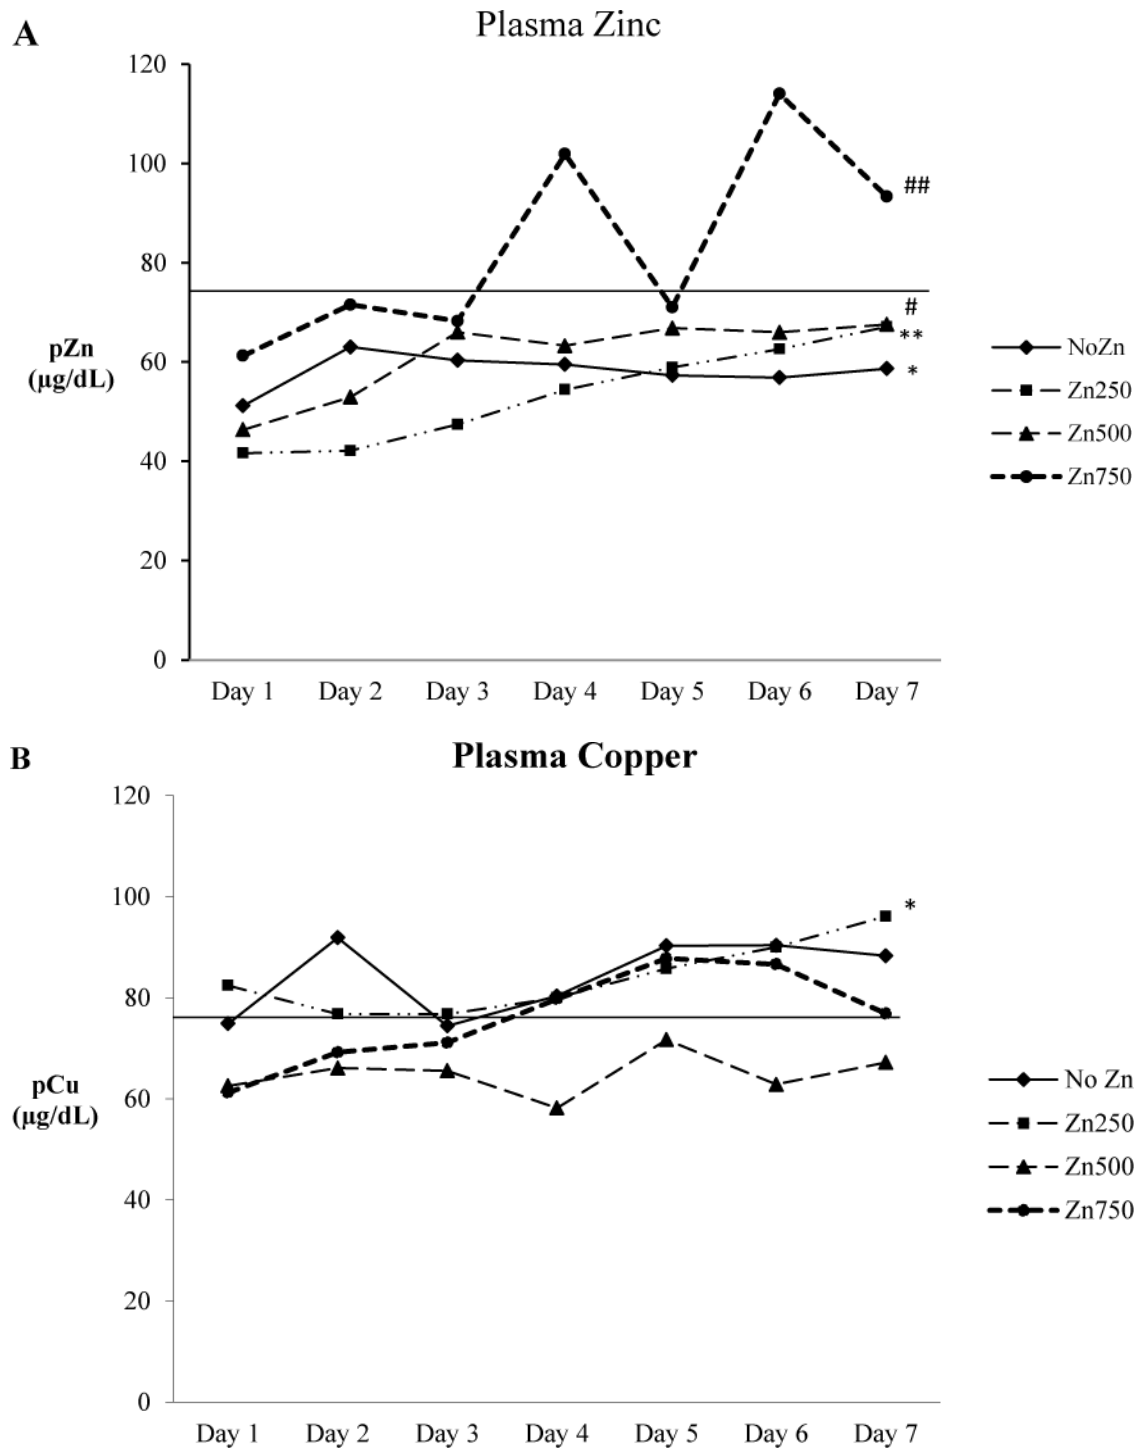 A
Plasma Zinc
120
100
80
60
40
20
0
pZn
(µg/dL)
##
#
**
*
NoZn
Zn250
Zn500
Zn750
Day 1 Day 2 Day 3 Day 4 Day 5 Day 6 Day 7
B
Plasma Copper
120
100
80
60
40
20
0
pCu
(µg/dL)
*
No Zn
Zn250
Zn500
Zn750
Day 1 Day 2 Day 3 Day 4 Day 5 Day 6 Day 7